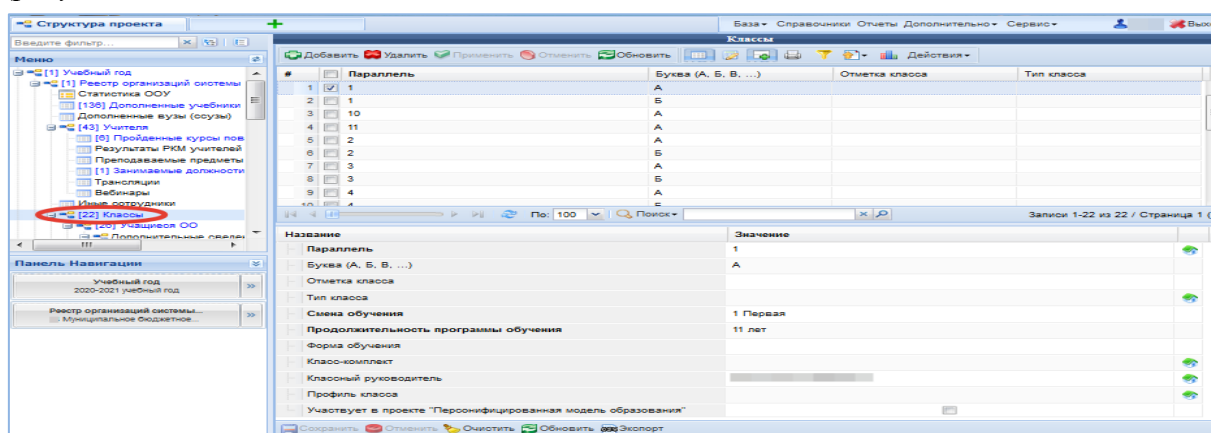 Структура проекта
База Справочники Отчеты Дополнительно Сервис
Введите фильтр...
Классы
Меню
Добавить Удалить Применить Отменить Обновить Действия
[1] Учебный год
[1] Реестр организаций системы
Статистика ООУ
[136] Дополненные учебники
Дополненные вузы (ссузы)
[43] Учителя
[6] Пройденные курсы пов
Результаты РКМ учителей
Преподаваемые предметы
[1] Занимаемые должности
Трансляции
Вебинары
Иные сотрудники
[22] Классы
Учащиеся ОО
Дополнительные
# Параллель Буква (А, Б, В, ...) Отметка класса Тип класса
1 1 А
2 1 Б
3 10 А
4 11 А
5 2 А
6 2 Б
7 3 А
8 3 Б
9 4 А
10 4 Б
По: 100 Поиск Записи 1-22 из 22 / Страница 1 (
Панель Навигации
Учебный год
2020-2021 учебный год
Реестр организаций системы...
Муниципальное бюджетное...
Название Значение
Параллель 1
Буква (А, Б, В, ...) А
Отметка класса
Тип класса
Смена обучения 1 Первая
Продолжительность программы обучения 11 лет
Форма обучения
Класс-комплект
Классный руководитель
Профиль класса
Участвует в проекте "Персонифицированная модель образования"
Сохранить Отменить Очистить Обновить Экспорт